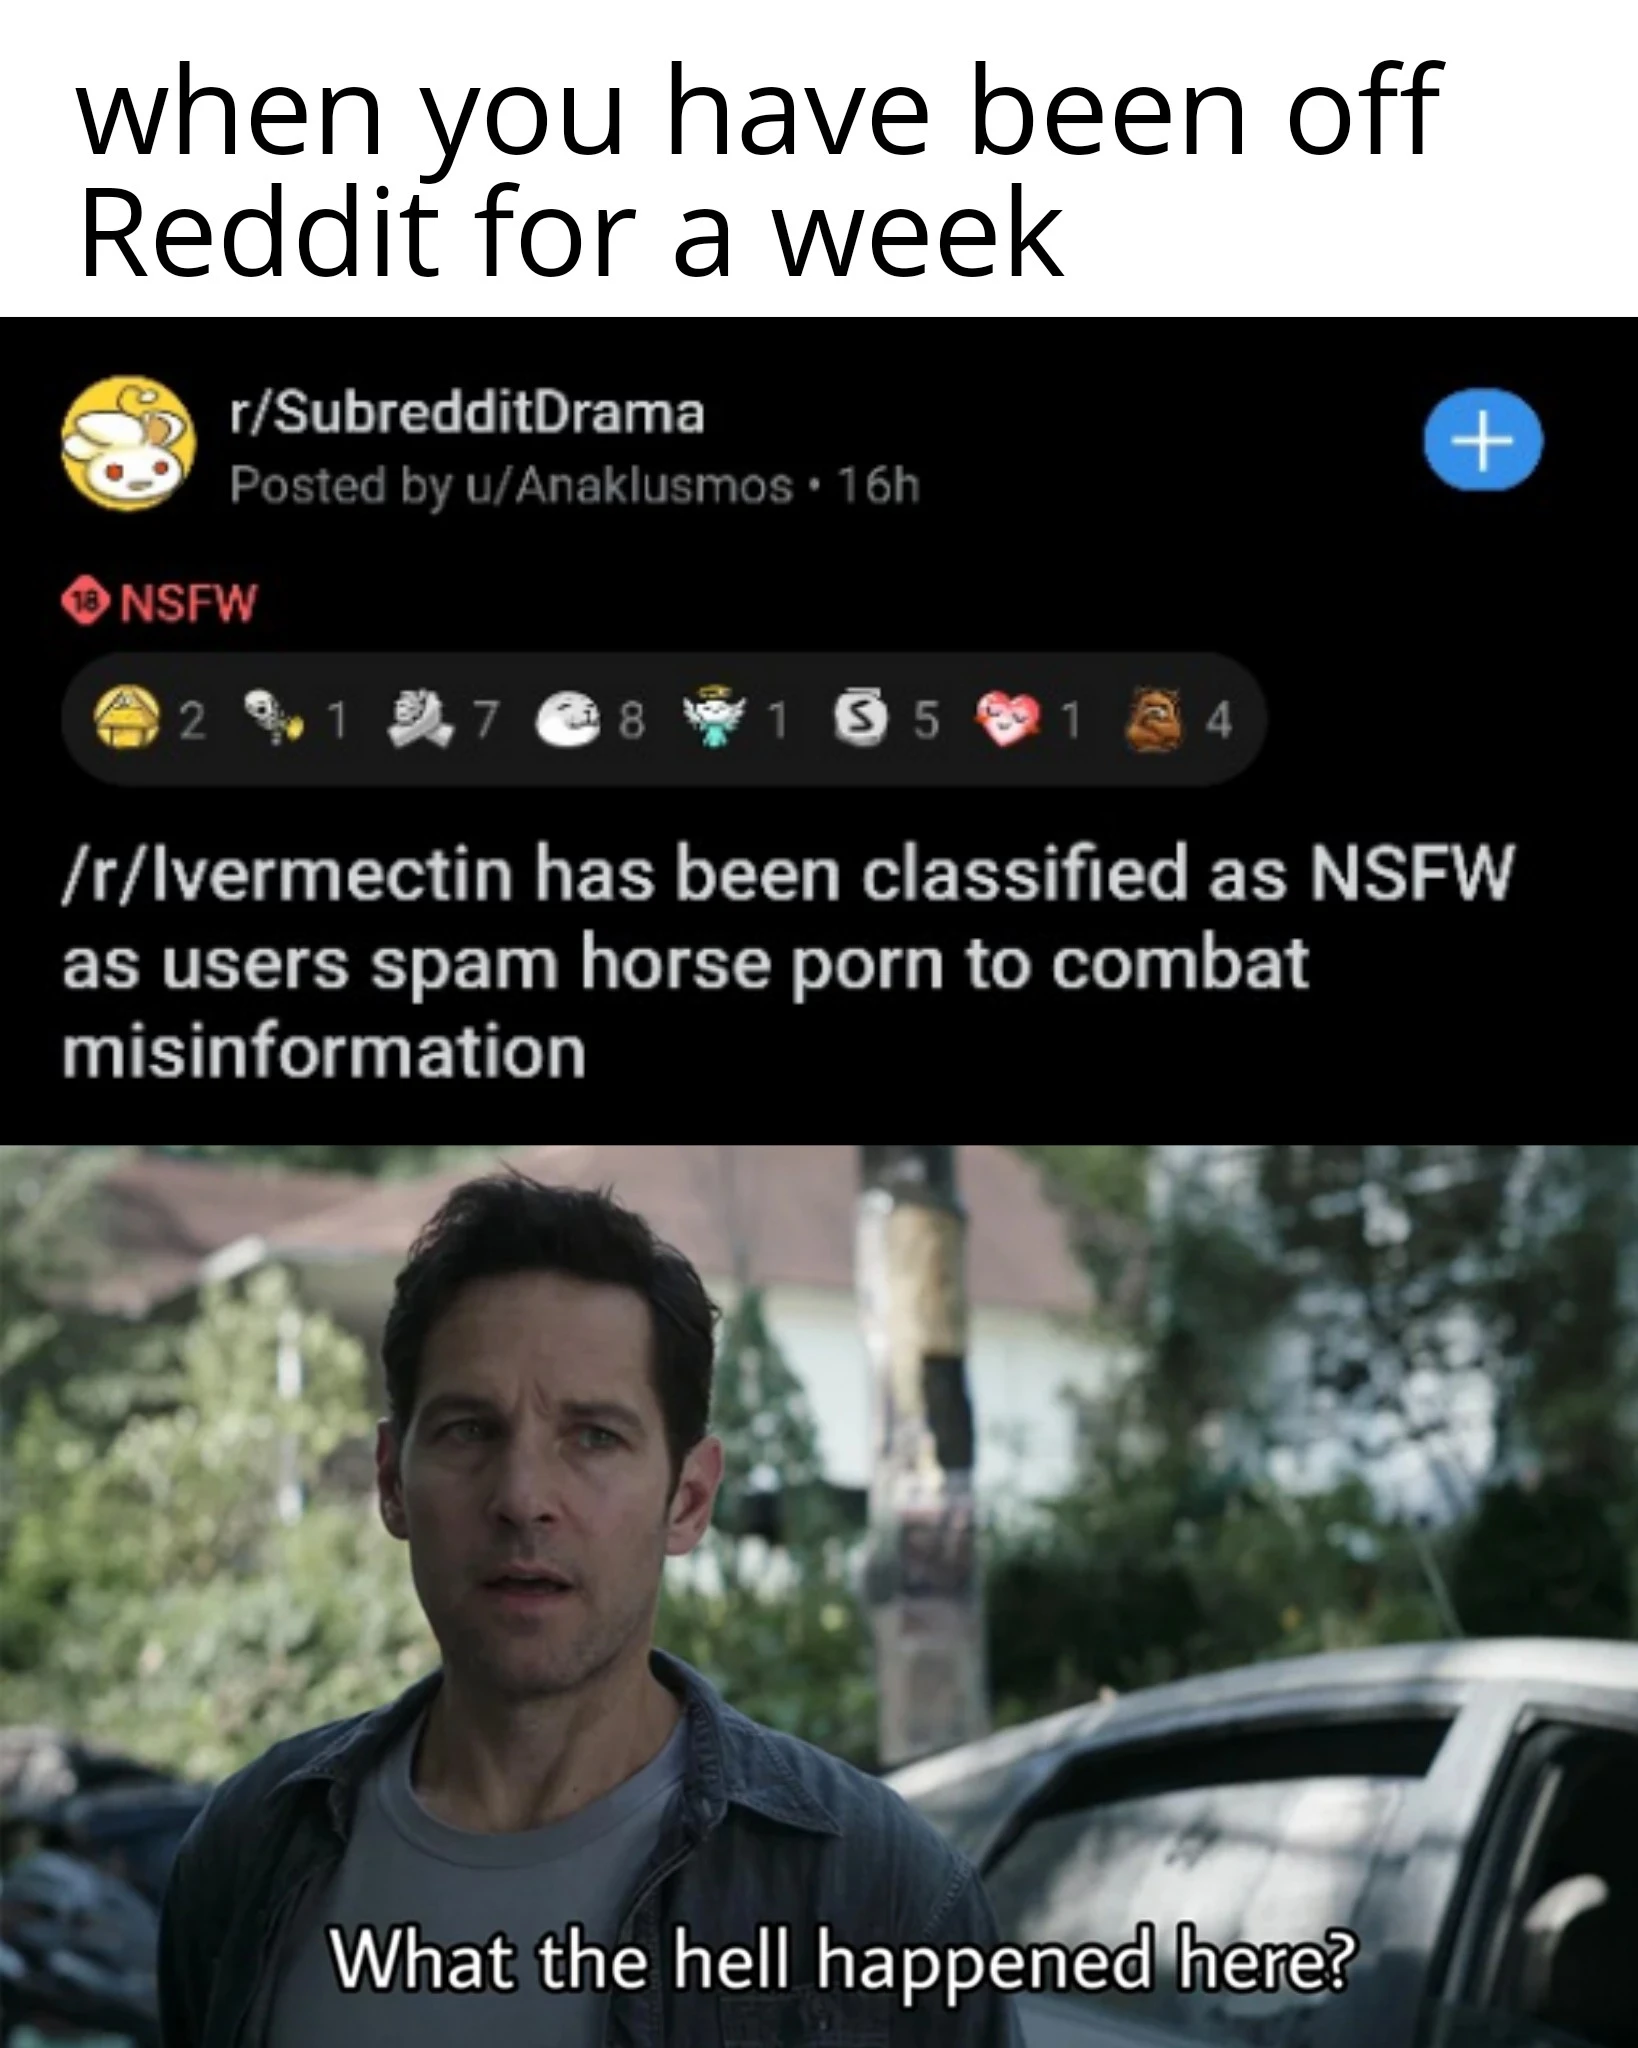 when you have been off
Reddit for a week
r/SubredditDrama
Posted by u/Anaklusmos • 16h
18 NSFW
2 1 7 8 1 S 5 1 4
/r/Ivermectin has been classified as NSFW
as users spam horse porn to combat
misinformation
What the hell happened here?